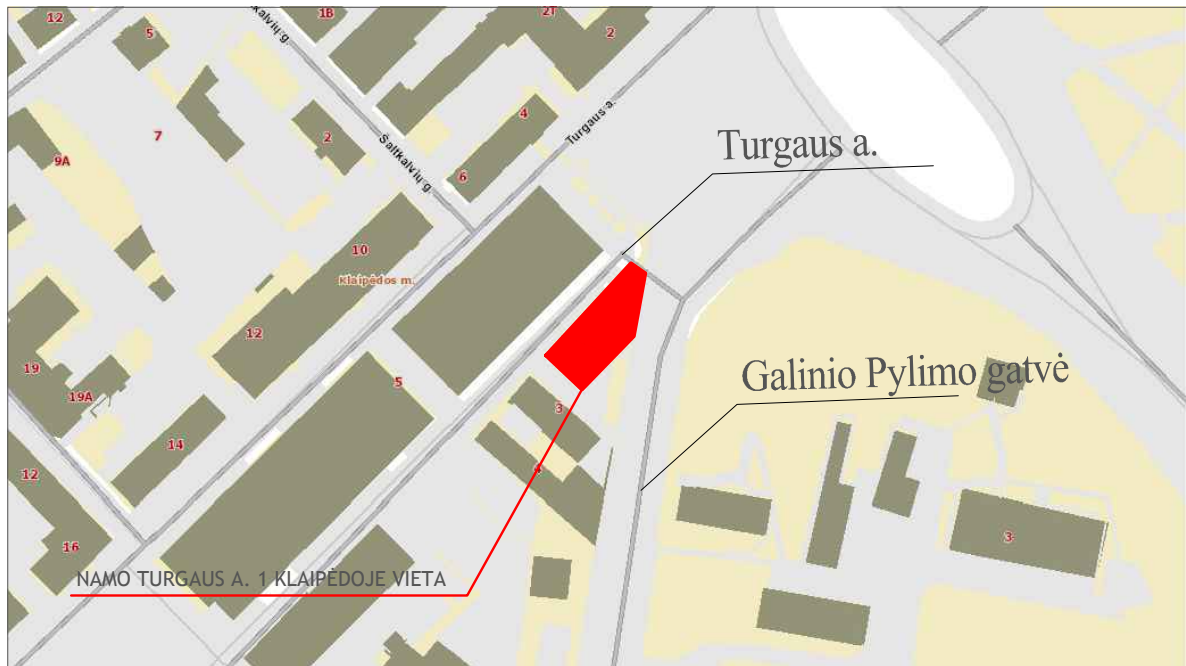 12
5
1B
kalvių g.
2T
2
7
9A
2
4
Turgaus a.
Šaltkalvių g.
6
Turgaus a.
10
Klaipėdos m.
12
19
19A
5
3
Galinio Pylimo gatvė
14
12
4
16
3
NAMO TURGAUS A. 1 KLAIPĖDOJE VIETA